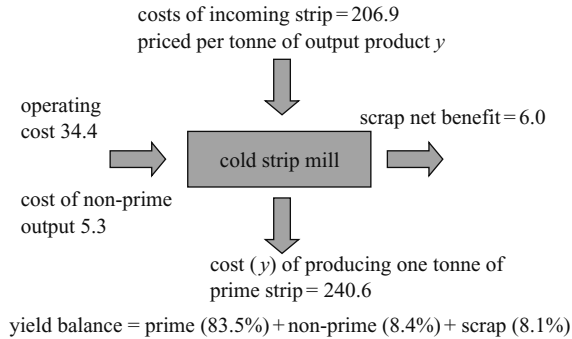 costs of incoming strip = 206.9
priced per tonne of output product y
operating
cost 34.4
scrap net benefit = 6.0
cold strip mill
cost of non-prime
output 5.3
cost (y) of producing one tonne of
prime strip = 240.6
yield balance = prime (83.5%) + non-prime (8.4%) + scrap (8.1%)